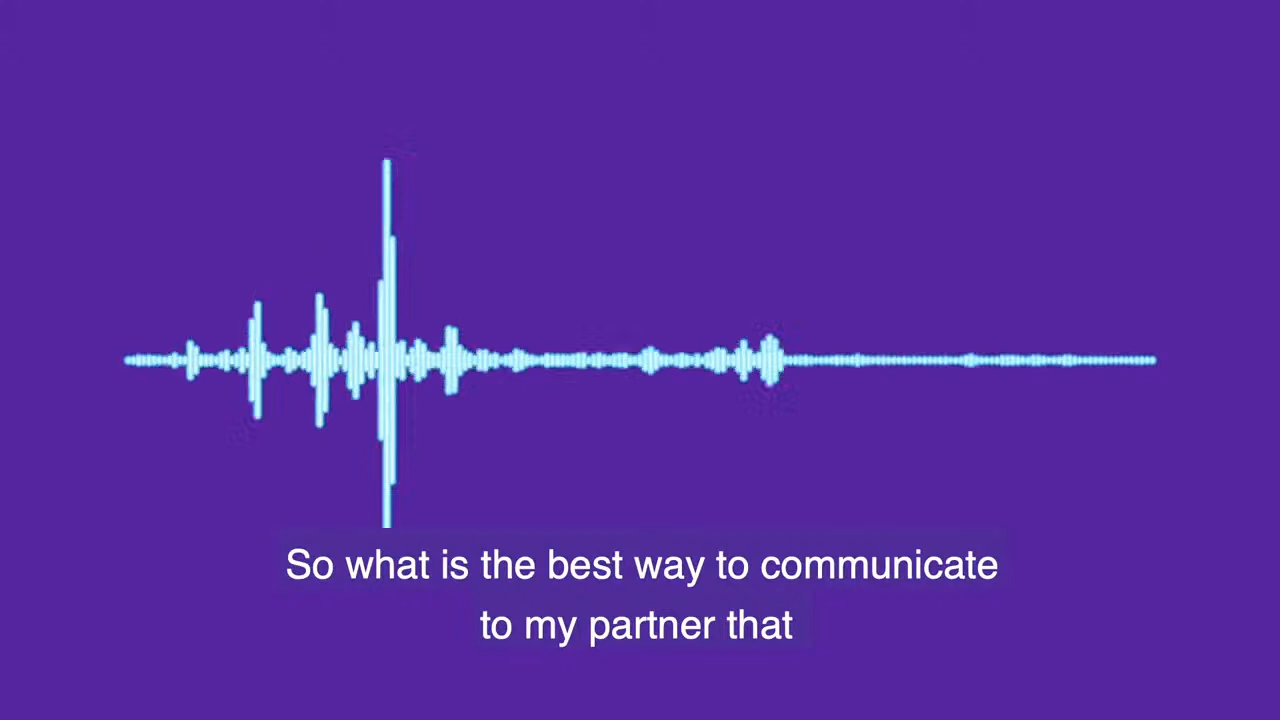 So what is the best way to communicate
to my partner that